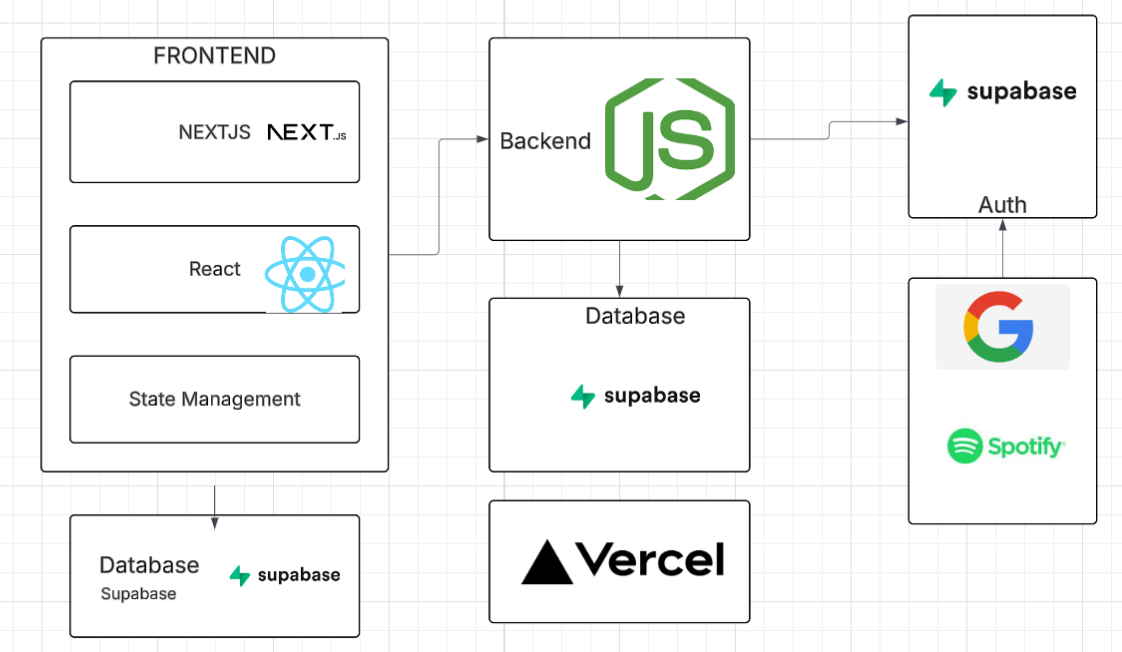 FRONTEND
NEXTJS NEXT.JS
React
State Management
Database
Supabase
supabase
Backend JS
Database
supabase
Vercel
supabase
Auth
G
Spotify